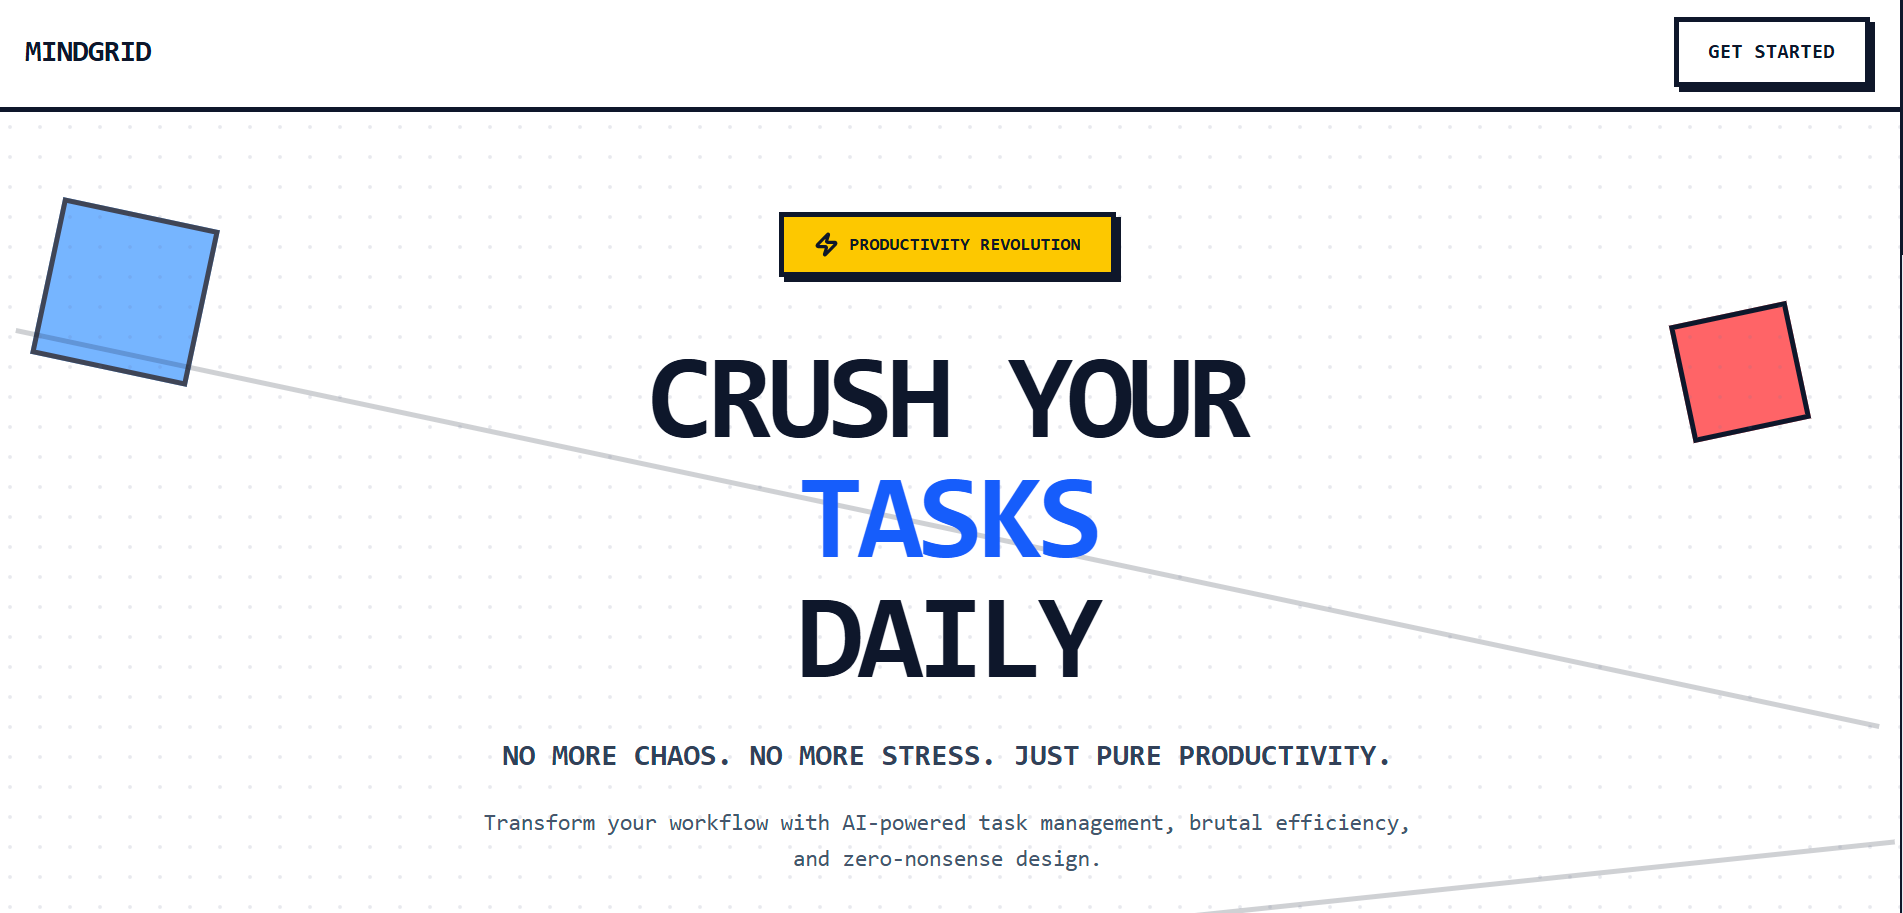 MINDGRID
GET STARTED
PRODUCTIVITY REVOLUTION
CRUSH YOUR
TASKS
DAILY
NO MORE CHAOS. NO MORE STRESS. JUST PURE PRODUCTIVITY.
Transform your workflow with AI-powered task management, brutal efficiency,
and zero-nonsense design.